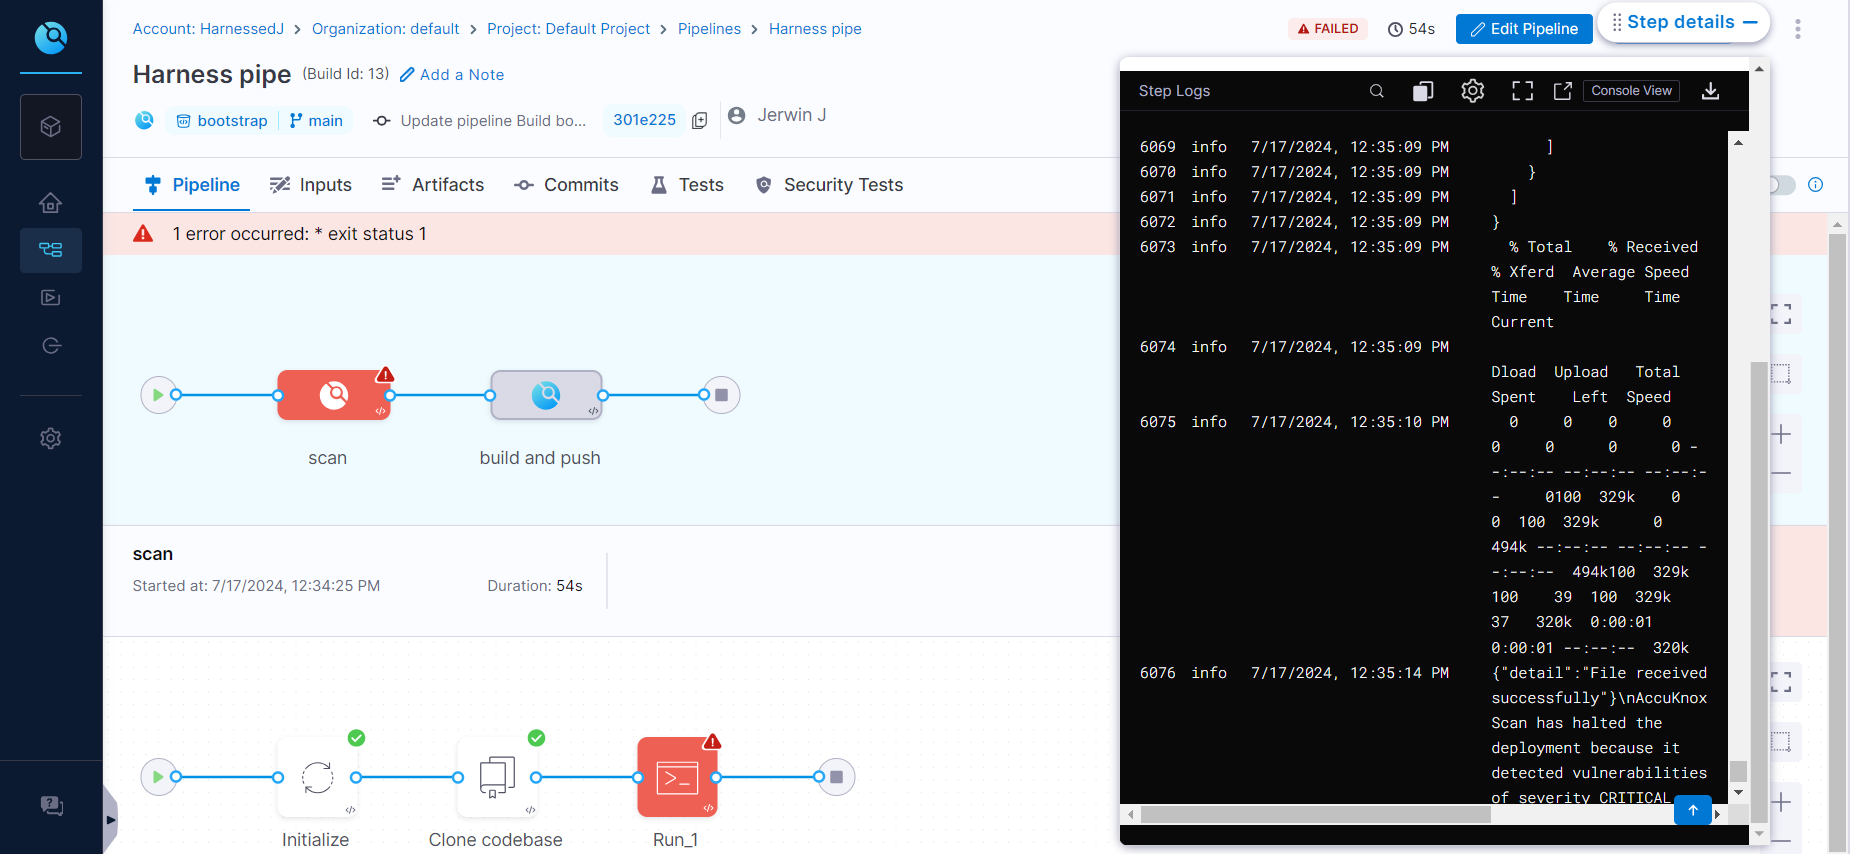 Account: HarnessedJ > Organization: default > Project: Default Project > Pipelines > Harness pipe
FAILED
54s
Edit Pipeline
Step details
Harness pipe (Build Id: 13) Add a Note
bootstrap main Update pipeline Build bo... 301e225 Jerwin J
Pipeline Inputs Artifacts Commits Tests Security Tests
1 error occurred: * exit status 1
scan
build and push
scan
Started at: 7/17/2024, 12:34:25 PM
Duration: 54s
Initialize
Clone codebase
Run_1
Step Logs
Console View
6069 info 7/17/2024, 12:35:09 PM ]
6070 info 7/17/2024, 12:35:09 PM }
6071 info 7/17/2024, 12:35:09 PM ]
6072 info 7/17/2024, 12:35:09 PM }
6073 info 7/17/2024, 12:35:09 PM % Total % Received
% Xferd Average Speed
Time Time Time
Current
6074 info 7/17/2024, 12:35:09 PM
Dload Upload Total
Spent Left Speed
6075 info 7/17/2024, 12:35:10 PM 0 0 0 0
0 0 0 0 -
-:--:-- --:--:-- --:--:-
- 0100 329k 0
0 100 329k 0
494k --:--:-- --:--:-- -
-:--:-- 494k100 329k
100 39 100 329k
37 320k 0:00:01
0:00:01 --:--:-- 320k
6076 info 7/17/2024, 12:35:14 PM {"detail":"File received
successfully"}\nAccuKnox
Scan has halted the
deployment because it
detected vulnerabilities
of severity CRITICAL